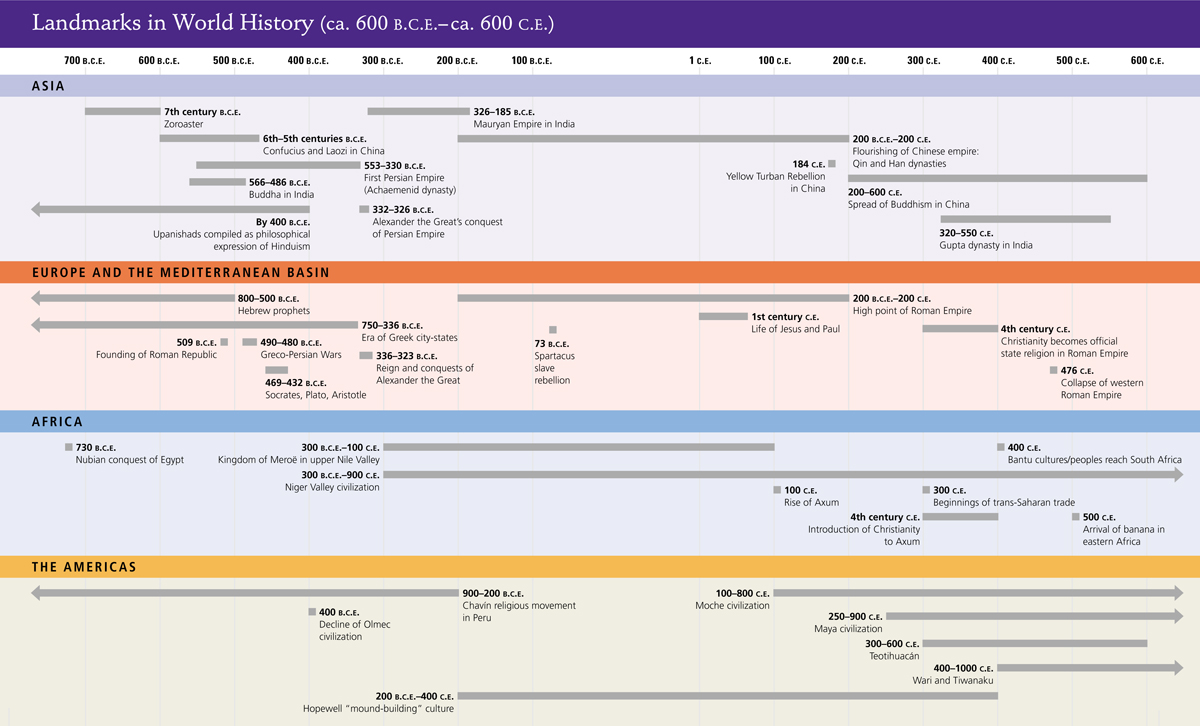 Landmarks in World History (ca. 600 B.C.E.–ca. 600 C.E.)
700 B.C.E. 600 B.C.E. 500 B.C.E. 400 B.C.E. 300 B.C.E. 200 B.C.E. 100 B.C.E. 1 C.E. 100 C.E. 200 C.E. 300 C.E. 400 C.E. 500 C.E. 600 C.E.
ASIA
7th century B.C.E.
Zoroaster
326–185 B.C.E.
Mauryan Empire in India
6th–5th centuries B.C.E.
Confucius and Laozi in China
200 B.C.E.–200 C.E.
Flourishing of Chinese empire:
Qin and Han dynasties
553–330 B.C.E.
First Persian Empire
(Achaemenid dynasty)
184 C.E.
Yellow Turban Rebellion
in China
566–486 B.C.E.
Buddha in India
200–600 C.E.
Spread of Buddhism in China
By 400 B.C.E.
Upanishads compiled as philosophical
expression of Hinduism
332–326 B.C.E.
Alexander the Great's conquest
of Persian Empire
320–550 C.E.
Gupta dynasty in India
EUROPE AND THE MEDITERRANEAN BASIN
800–500 B.C.E.
Hebrew prophets
200 B.C.E.–200 C.E.
High point of Roman Empire
750–336 B.C.E.
Era of Greek city-states
1st century C.E.
Life of Jesus and Paul
509 B.C.E.
Founding of Roman Republic
490–480 B.C.E.
Greco-Persian Wars
73 B.C.E.
Spartacus
slave
rebellion
4th century C.E.
Christianity becomes official
state religion in Roman Empire
336–323 B.C.E.
Reign and conquests of
Alexander the Great
469–432 B.C.E.
Socrates, Plato, Aristotle
476 C.E.
Collapse of western
Roman Empire
AFRICA
730 B.C.E.
Nubian conquest of Egypt
300 B.C.E.–100 C.E.
Kingdom of Meroë in upper Nile Valley
400 C.E.
Bantu cultures/peoples reach South Africa
300 B.C.E.–900 C.E.
Niger Valley civilization
100 C.E.
Rise of Axum
300 C.E.
Beginnings of trans-Saharan trade
4th century C.E.
Introduction of Christianity
to Axum
500 C.E.
Arrival of banana in
eastern Africa
THE AMERICAS
900–200 B.C.E.
Chavín religious movement
in Peru
100–800 C.E.
Moche civilization
400 B.C.E.
Decline of Olmec
civilization
250–900 C.E.
Maya civilization
300–600 C.E.
Teotihuacán
400–1000 C.E.
Wari and Tiwanaku
200 B.C.E.–400 C.E.
Hopewell "mound-building" culture